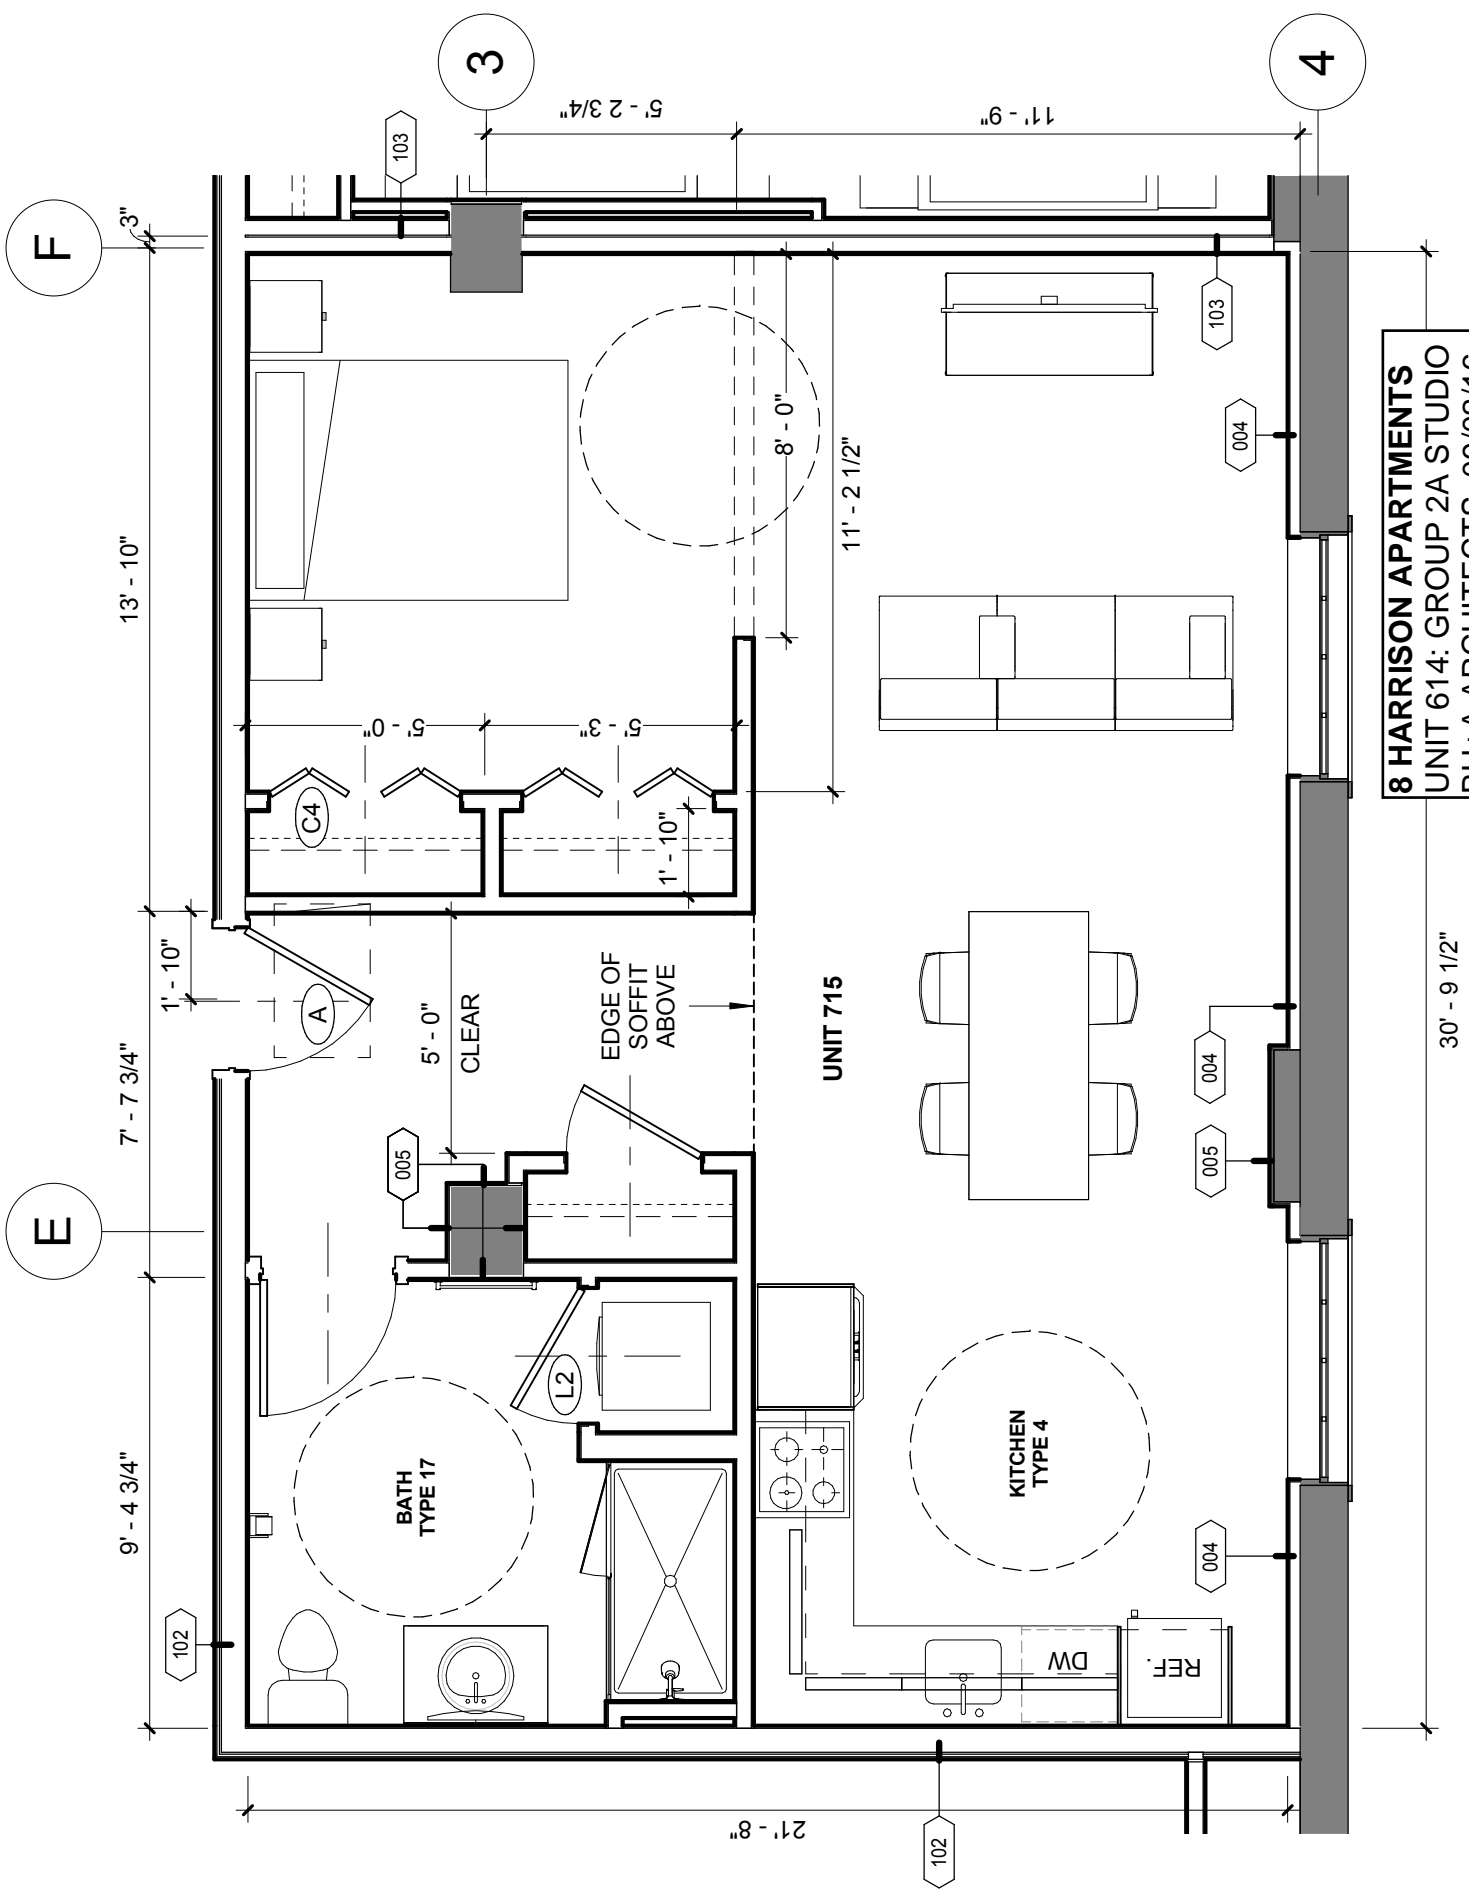 F
E
3
4
3"
13' - 10"
7' - 7 3/4"
9' - 4 3/4"
1' - 10"
103
5' - 2 3/4"
11' - 9"
103
102
102
21' - 8"
30' - 9 1/2"
A
C4
5' - 0"
5' - 3"
1' - 10"
8' - 0"
11' - 2 1/2"
5' - 0"
CLEAR
EDGE OF
SOFFIT
ABOVE
005
L2
BATH
TYPE 17
UNIT 715
KITCHEN
TYPE 4
DW
REF.
004
005
004
004
8 HARRISON APARTMENTS
UNIT 614: GROUP 2A STUDIO